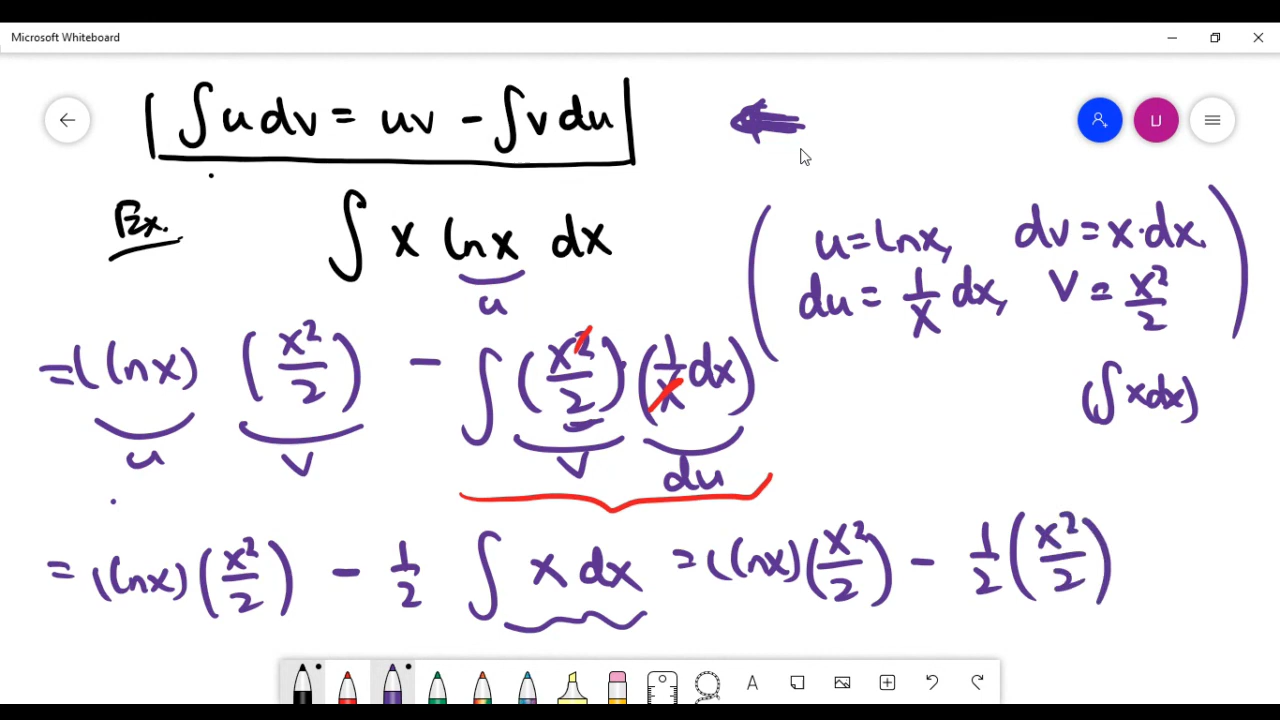 Microsoft Whiteboard
∫ u dv = uv - ∫ v du
Ex. ∫ x ln x dx
u
( u = ln x, dv = x·dx
du = 1/x dx, v = x²/2 )
(∫ x dx)
= (ln x) (x²/2) - ∫ (x²/2)·(1/x dx)
u v v du
= (ln x)(x²/2) - 1/2 ∫ x dx = (ln x)(x²/2) - 1/2 (x²/2)